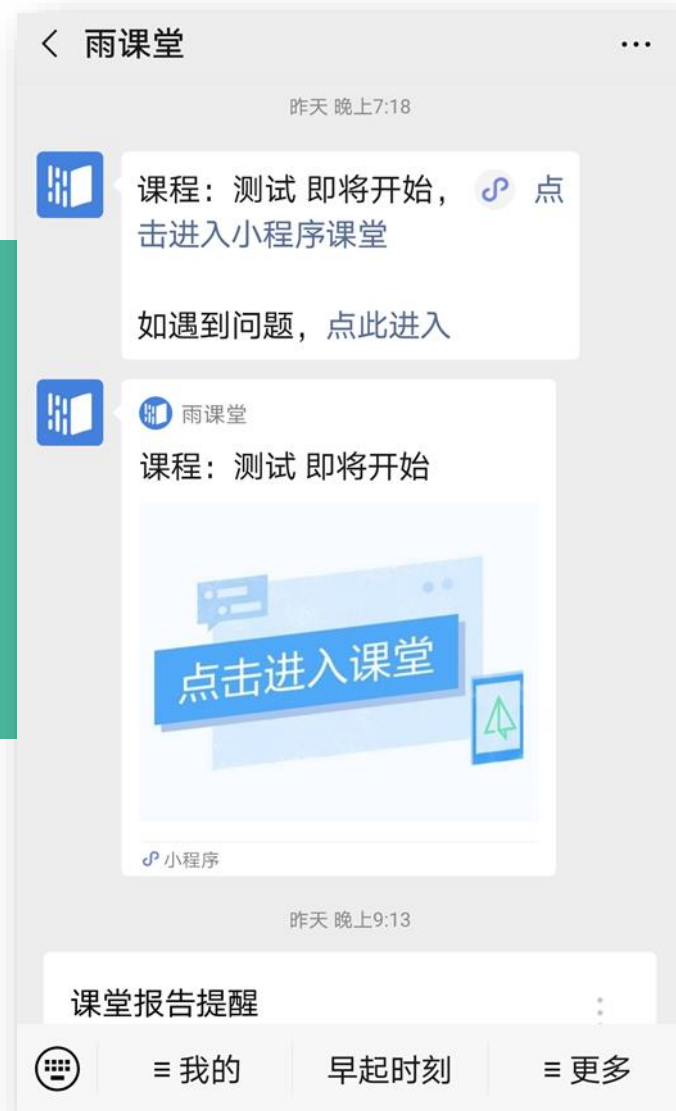 雨课堂
昨天 晚上7:18
课程：测试 即将开始， 点
击进入小程序课堂
如遇到问题，点此进入
雨课堂
课程：测试 即将开始
点击进入课堂
小程序
昨天 晚上9:13
课堂报告提醒
我的 早起时刻 更多